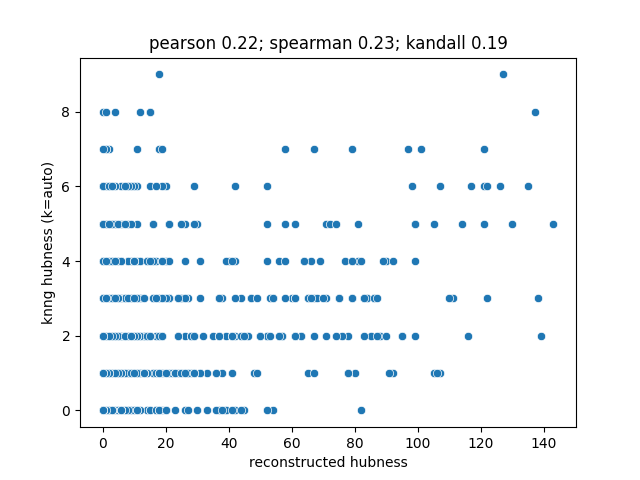 pearson 0.22; spearman 0.23; kandall 0.19
knng hubness (k=auto)
8
6
4
2
0
0 20 40 60 80 100 120 140
reconstructed hubness